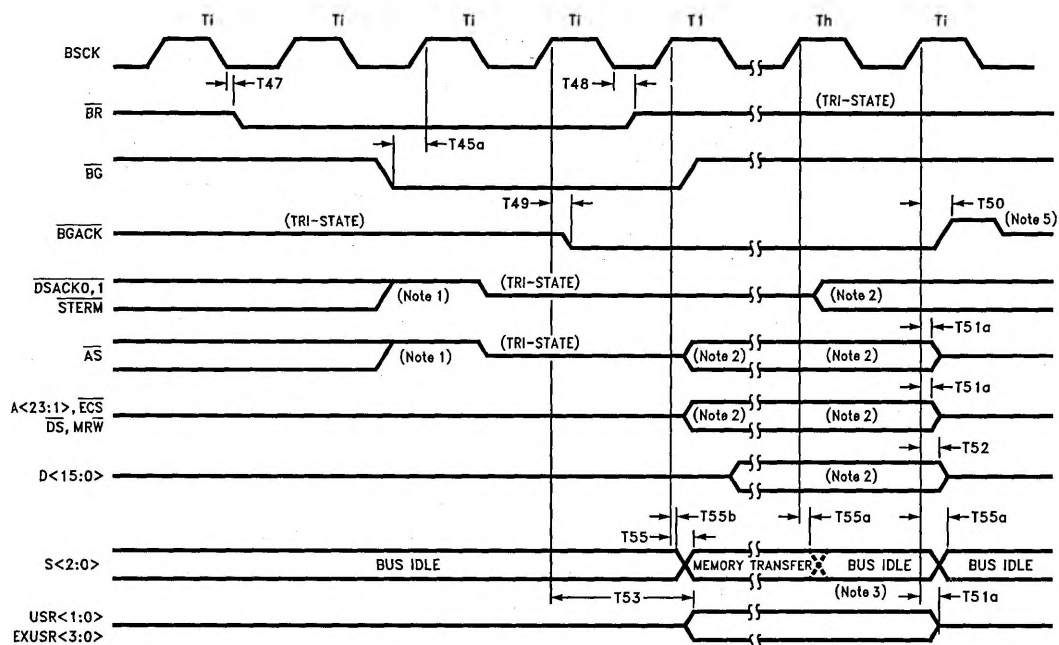 Ti Ti Ti Ti T1 Th Ti
BSCK
T47 T48
BR (TRI-STATE)
T45a
BG
T49 T50
BGACK (TRI-STATE) (Note 5)
DSACK0,1 (Note 1) (TRI-STATE) (Note 2)
STERM
T51a
AS (Note 1) (TRI-STATE) (Note 2) (Note 2)
T51a
A<23:1>, ECS (Note 2) (Note 2)
DS, MRW
T52
D<15:0> (Note 2)
T55b T55a T55a
T55
S<2:0> BUS IDLE MEMORY TRANSFER BUS IDLE BUS IDLE
T53 (Note 3) T51a
USR<1:0>
EXUSR<3:0>